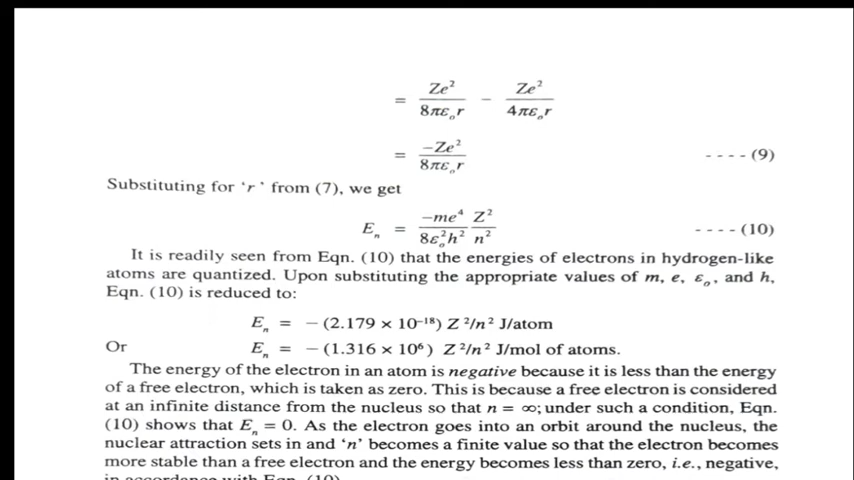 = Ze²/8πε₀r − Ze²/4πε₀r
= −Ze²/8πε₀r ----(9)
Substituting for ‘r’ from (7), we get
Eₙ = −me⁴/8ε₀²h² Z²/n² ----(10)
It is readily seen from Eqn. (10) that the energies of electrons in hydrogen-like
atoms are quantized. Upon substituting the appropriate values of m, e, ε₀, and h,
Eqn. (10) is reduced to:
Eₙ = − (2.179 × 10⁻¹⁸) Z²/n² J/atom
Or Eₙ = − (1.316 × 10⁶) Z²/n² J/mol of atoms.
The energy of the electron in an atom is negative because it is less than the energy
of a free electron, which is taken as zero. This is because a free electron is considered
at an infinite distance from the nucleus so that n = ∞; under such a condition, Eqn.
(10) shows that Eₙ = 0. As the electron goes into an orbit around the nucleus, the
nuclear attraction sets in and ‘n’ becomes a finite value so that the electron becomes
more stable than a free electron and the energy becomes less than zero, i.e., negative,
in accordance with Eqn. (10).